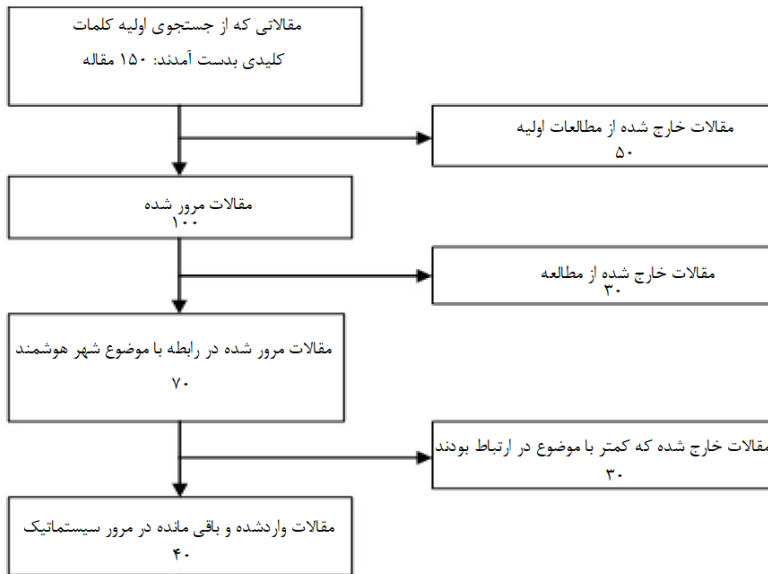 مقالاتی که از جستجوی اولیه کلمات
کلیدی بدست آمدند: ۱۵۰ مقاله
مقالات خارج شده از مطالعات اولیه
۵۰
مقالات مرور شده
۱۰۰
مقالات خارج شده از مطالعه
۳۰
مقالات مرور شده در رابطه با موضوع شهر هوشمند
۷۰
مقالات خارج شده که کمتر با موضوع در ارتباط بودند
۳۰
مقالات واردشده و باقی مانده در مرور سیستماتیک
۴۰